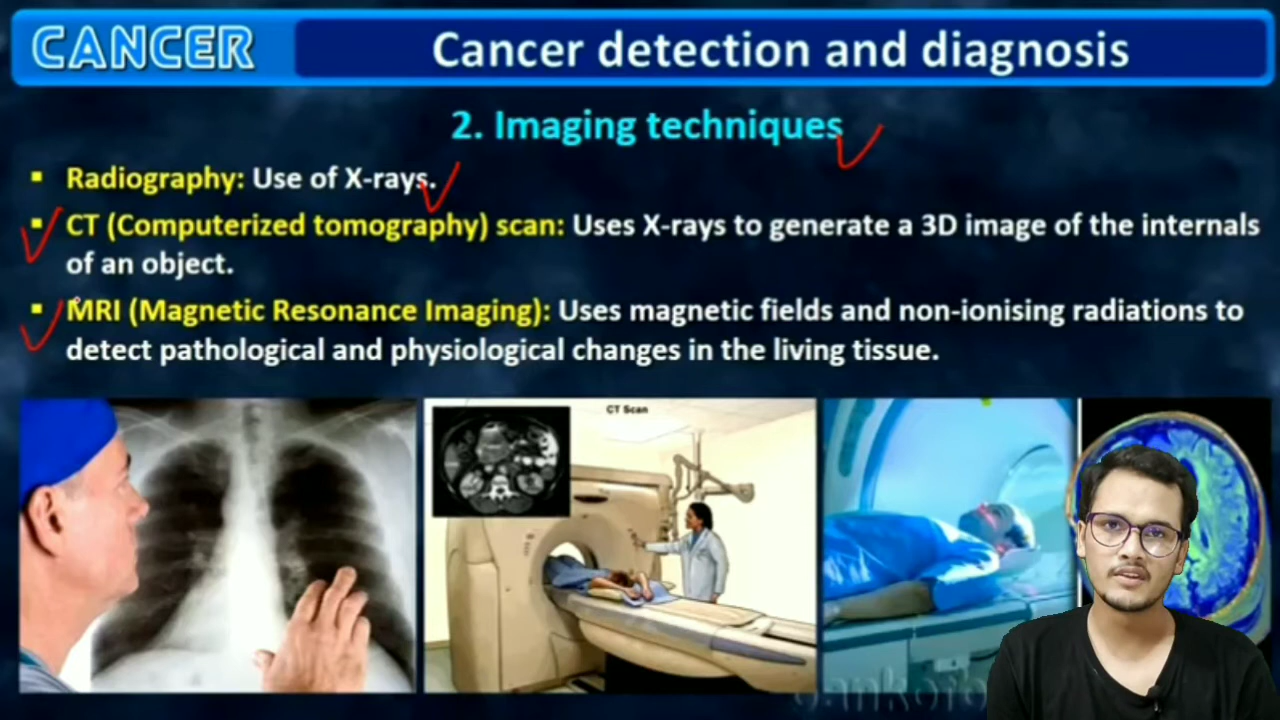 CANCER
Cancer detection and diagnosis
2. Imaging techniques
▪ Radiography: Use of X-rays.
▪ CT (Computerized tomography) scan: Uses X-rays to generate a 3D image of the internals
of an object.
▪ MRI (Magnetic Resonance Imaging): Uses magnetic fields and non-ionising radiations to
detect pathological and physiological changes in the living tissue.
CT Scan